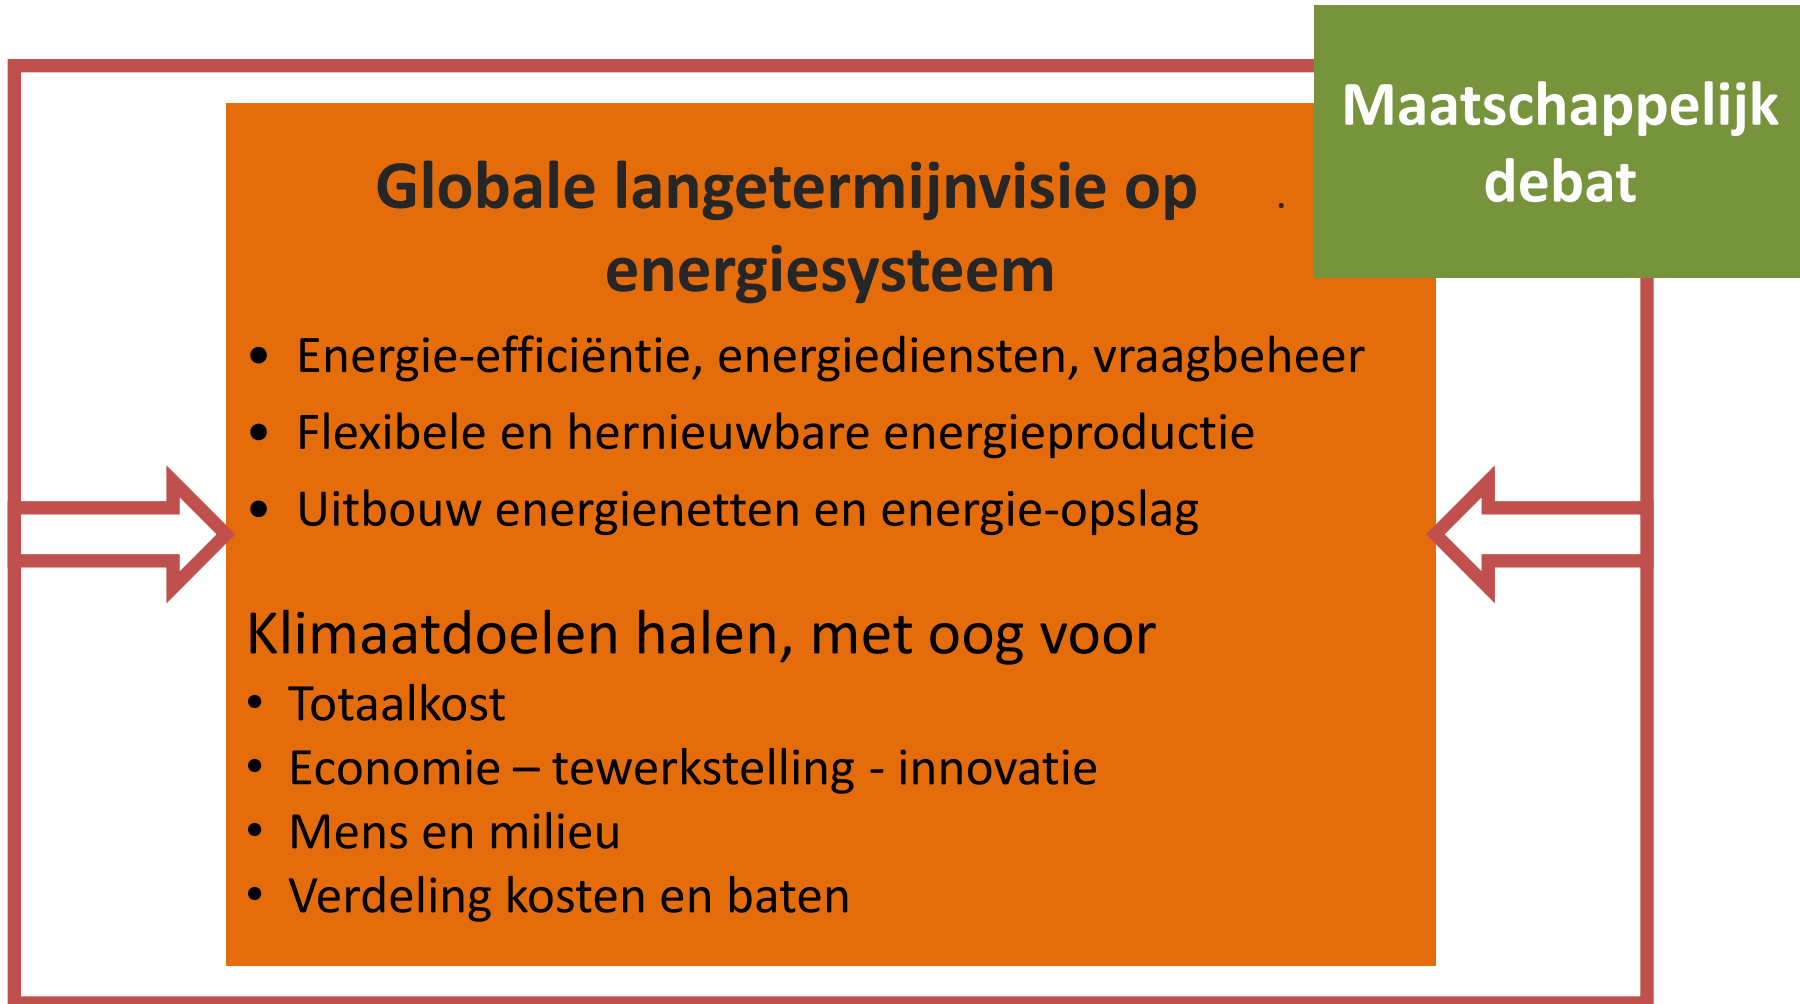 Maatschappelijk
debat
Globale langetermijnvisie op .
energiesysteem
• Energie-efficiëntie, energiediensten, vraagbeheer
• Flexibele en hernieuwbare energieproductie
• Uitbouw energienetten en energie-opslag
Klimaatdoelen halen, met oog voor
• Totaalkost
• Economie – tewerkstelling - innovatie
• Mens en milieu
• Verdeling kosten en baten